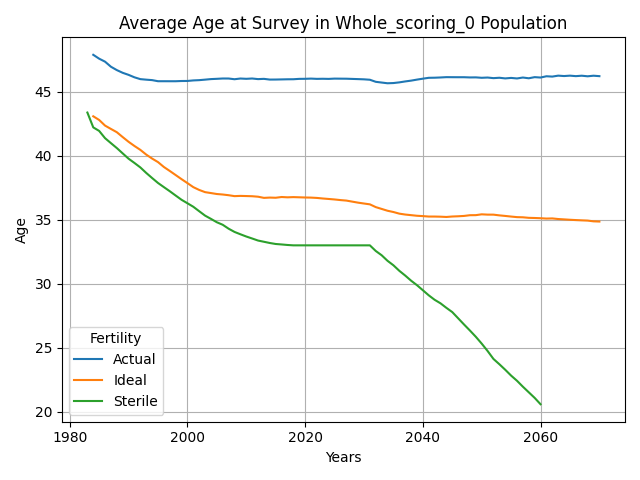 Average Age at Survey in Whole_scoring_0 Population
Age
45
40
35
30
25
20
Fertility
Actual
Ideal
Sterile
1980
2000
2020
2040
2060
Years